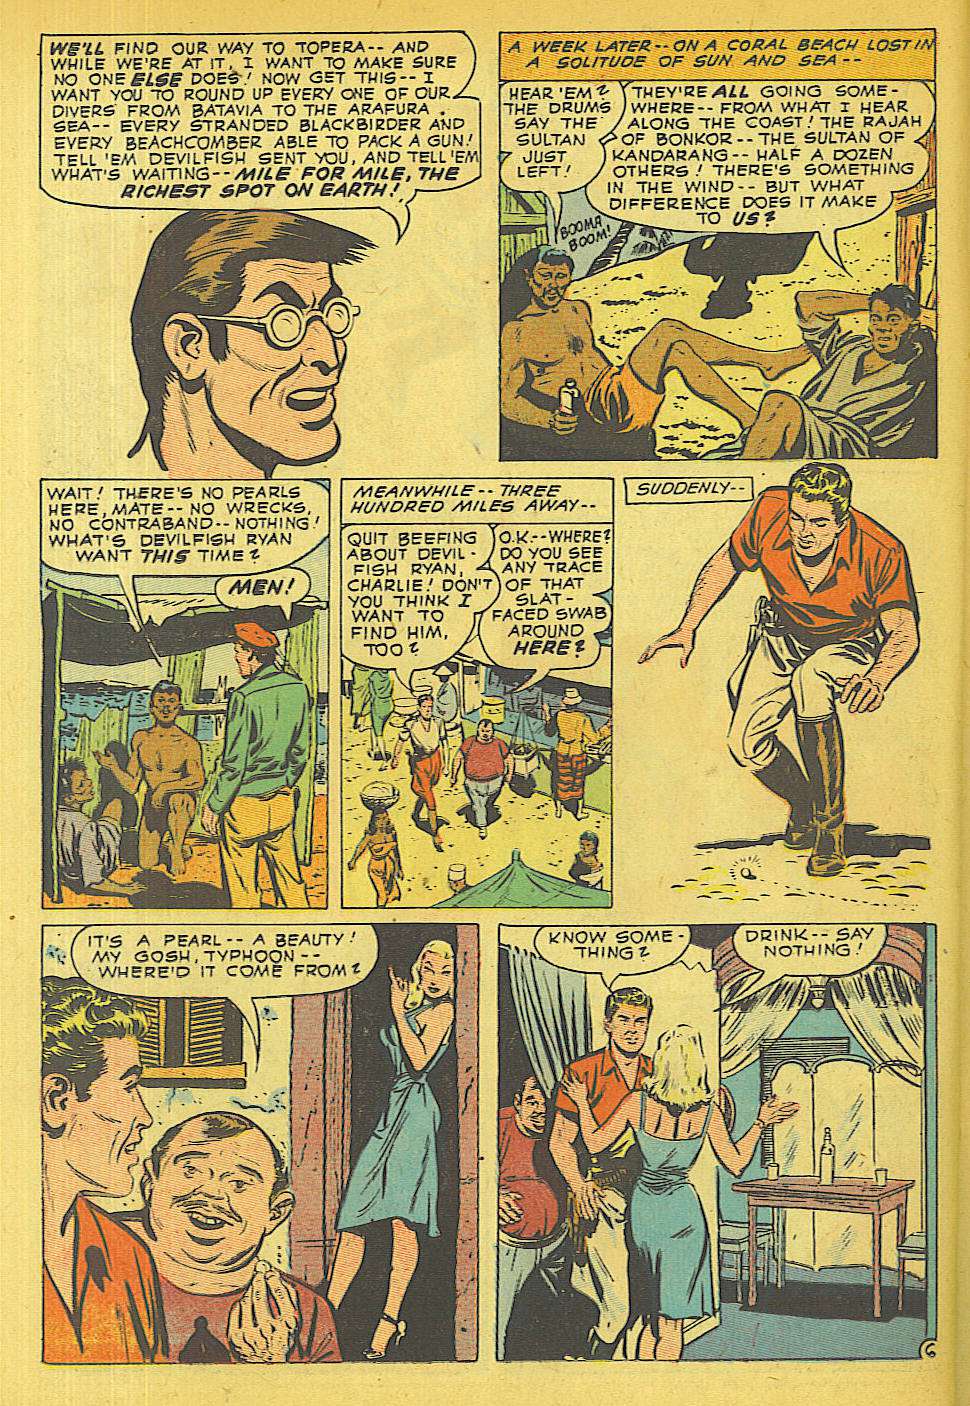 WE'LL FIND OUR WAY TO TOPERA-- AND
WHILE WE'RE AT IT, I WANT TO MAKE SURE
NO ONE ELSE DOES! NOW GET THIS-- I
WANT YOU TO ROUND UP EVERY ONE OF OUR
DIVERS FROM BATAVIA TO THE ARAFURA
SEA-- EVERY STRANDED BLACKBIRDER AND
EVERY BEACHCOMBER ABLE TO PACK A GUN!
TELL 'EM DEVILFISH SENT YOU, AND TELL 'EM
WHAT'S WAITING-- MILE FOR MILE, THE
RICHEST SPOT ON EARTH!
A WEEK LATER-- ON A CORAL BEACH LOST IN
A SOLITUDE OF SUN AND SEA--
HEAR 'EM?
THE DRUMS
SAY THE
SULTAN
JUST
LEFT!
THEY'RE ALL GOING SOME-
WHERE-- FROM WHAT I HEAR
ALONG THE COAST! THE RAJAH
OF BONKOR-- THE SULTAN OF
KANDARANG-- HALF A DOZEN
OTHERS! THERE'S SOMETHING
IN THE WIND-- BUT WHAT
DIFFERENCE DOES IT MAKE
TO US?
BOOMA
BOOM!
WAIT! THERE'S NO PEARLS
HERE, MATE-- NO WRECKS,
NO CONTRABAND-- NOTHING!
WHAT'S DEVILFISH RYAN
WANT THIS TIME?
MEN!
MEANWHILE-- THREE
HUNDRED MILES AWAY--
QUIT BEEFING
ABOUT DEVIL-
FISH RYAN,
CHARLIE! DON'T
YOU THINK I
WANT TO
FIND HIM,
TOO?
O.K.-- WHERE?
DO YOU SEE
ANY TRACE
OF THAT
SLAT-
FACED SWAB
AROUND
HERE?
SUDDENLY--
IT'S A PEARL-- A BEAUTY!
MY GOSH, TYPHOON--
WHERE'D IT COME FROM?
KNOW SOME-
THING?
DRINK-- SAY
NOTHING!
6